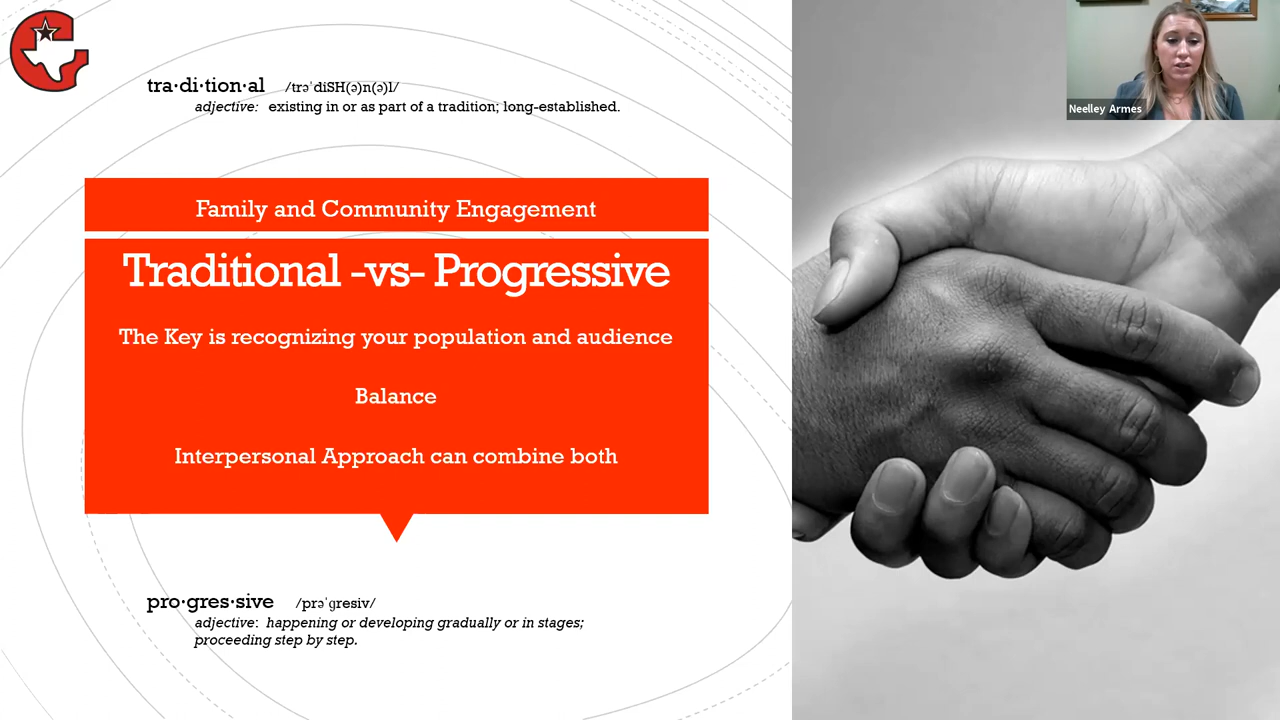 tra·di·tion·al /trəˈdiSH(ə)n(ə)l/
adjective: existing in or as part of a tradition; long-established.
Family and Community Engagement
Traditional -vs- Progressive
The Key is recognizing your population and audience
Balance
Interpersonal Approach can combine both
pro·gres·sive /prəˈɡresiv/
adjective: happening or developing gradually or in stages;
proceeding step by step.
Neelley Armes